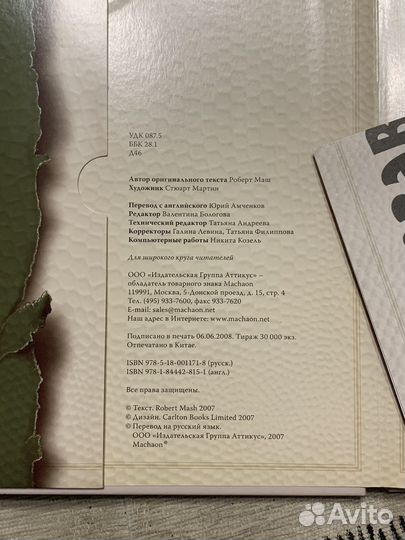 УДК 087.5
ББК 28.1
Д46
Автор оригинального текста Роберт Маш
Художник Стюарт Мартин
Перевод с английского Юрий Амченков
Редактор Валентина Бологова
Технический редактор Татьяна Андреева
Корректоры Галина Левина, Татьяна Филиппова
Компьютерные работы Никита Козель
Для широкого круга читателей
ООО «Издательская Группа Аттикус» –
обладатель товарного знака Machaon
119991, Москва, 5-Донской проезд, д. 15, стр. 4
Тел. (495) 933-7600, факс 933-7620
E-mail: sales@machaon.net
Наш адрес в Интернете: www.machaon.net
Подписано в печать 06.06.2008. Тираж 30 000 экз.
Отпечатано в Китае.
ISBN 978-5-18-001171-8 (русск.)
ISBN 978-1-84442-815-1 (англ.)
Все права защищены.
© Текст. Robert Mash 2007
© Дизайн. Carlton Books Limited 2007
© Перевод на русский язык.
ООО «Издательская Группа Аттикус», 2007
Machaon®
Avito